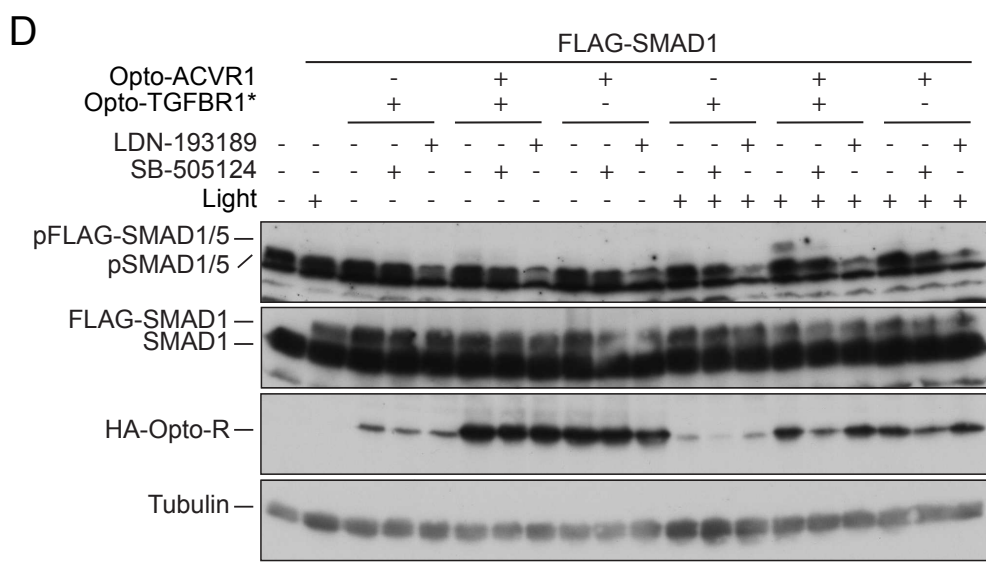 D
FLAG-SMAD1
Opto-ACVR1 - + + - + +
Opto-TGFBR1* + + - + + -
LDN-193189 - - - - + - - + - - + - - + - - + - - +
SB-505124 - - - + - - + - - + - - + - - + - - + -
Light - + - - - - - - - - - + + + + + + + + +
pFLAG-SMAD1/5
pSMAD1/5
FLAG-SMAD1
SMAD1
HA-Opto-R
Tubulin